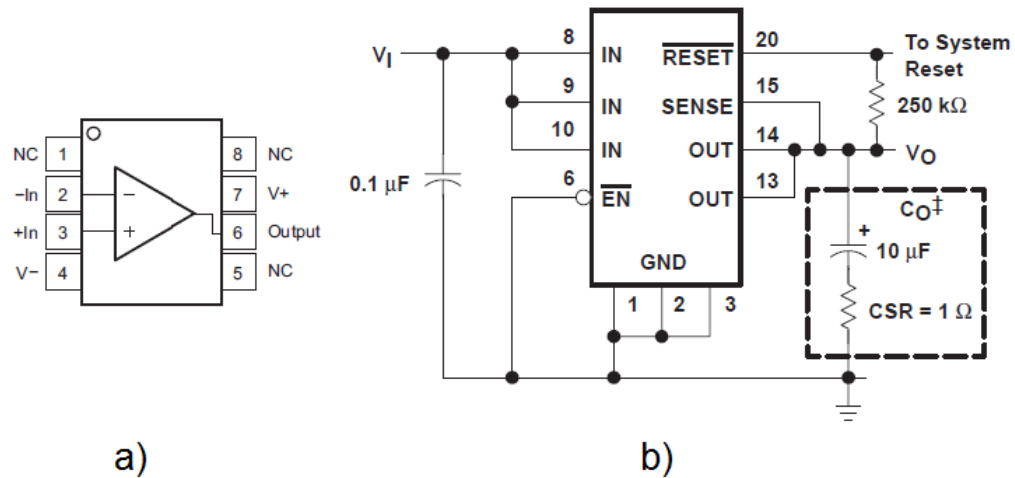 NC 1
8 NC
−In 2
−
7 V+
+In 3
+
6 Output
V− 4
5 NC
a)
VI
8 IN
9 IN
10 IN
6 EN
0.1 μF
RESET 20
SENSE 15
OUT 14
OUT 13
GND
1 2 3
To System
Reset
250 kΩ
VO
CO‡
+
10 μF
CSR = 1 Ω
b)